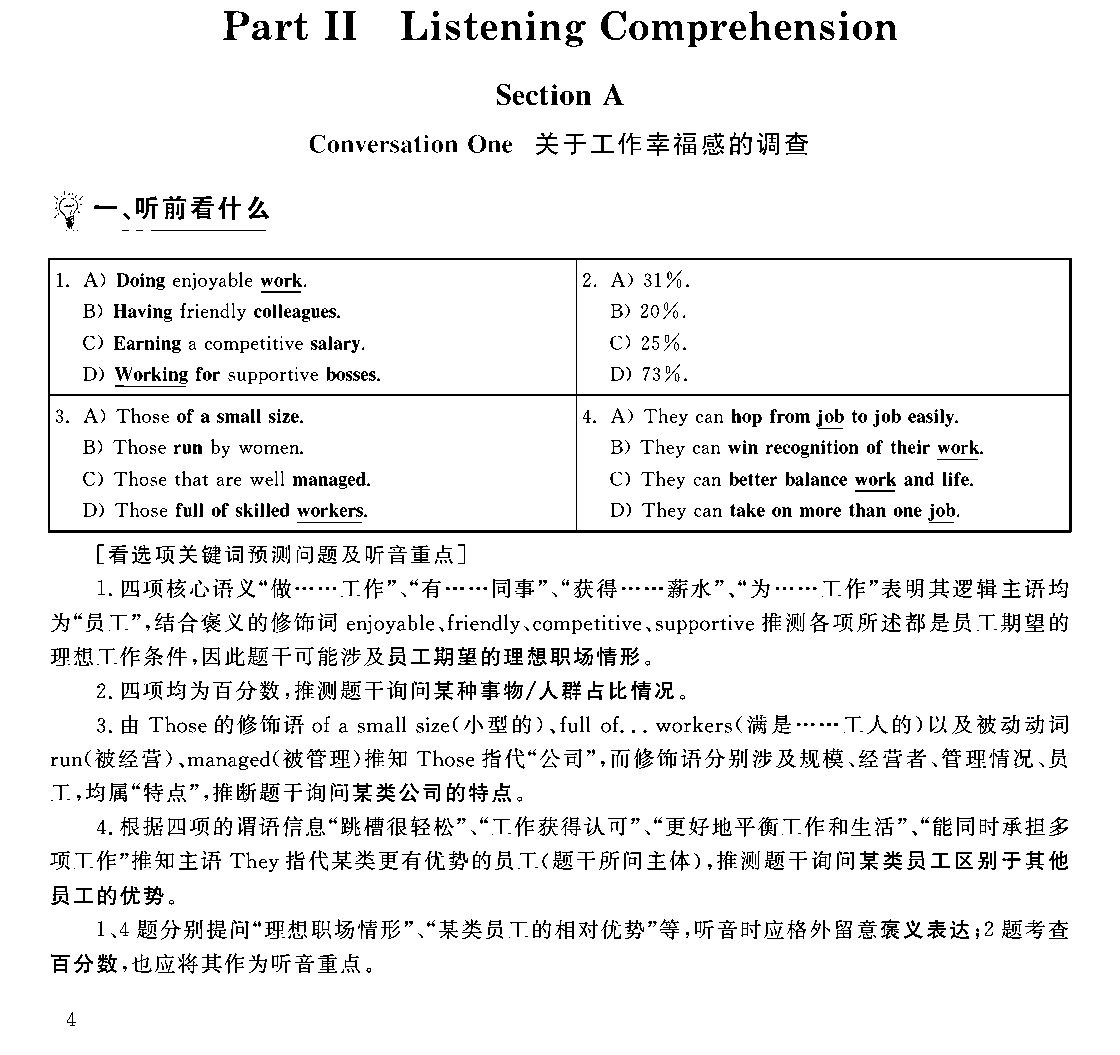 Part II Listening Comprehension
Section A
Conversation One 关于工作幸福感的调查
一、听前看什么
1. A) Doing enjoyable work.
B) Having friendly colleagues.
C) Earning a competitive salary.
D) Working for supportive bosses.
2. A) 31%.
B) 20%.
C) 25%.
D) 73%.
3. A) Those of a small size.
B) Those run by women.
C) Those that are well managed.
D) Those full of skilled workers.
4. A) They can hop from job to job easily.
B) They can win recognition of their work.
C) They can better balance work and life.
D) They can take on more than one job.
[看选项关键词预测问题及听音重点]
1. 四项核心语义“做……工作”、“有……同事”、“获得……薪水”、“为……工作”表明其逻辑主语均
为“员工”,结合褒义的修饰词 enjoyable、friendly、competitive、supportive 推测各项所述都是员工期望的
理想工作条件,因此题干可能涉及员工期望的理想职场情形。
2. 四项均为百分数,推测题干询问某种事物/人群占比情况。
3. 由 Those 的修饰语 of a small size(小型的)、full of... workers(满是……工人的)以及被动动词
run(被经营)、managed(被管理)推知 Those 指代“公司”,而修饰语分别涉及规模、经营者、管理情况、员
工,均属“特点”,推断题干询问某类公司的特点。
4. 根据四项的谓语信息“跳槽很轻松”、“工作获得认可”、“更好地平衡工作和生活”、“能同时承担多
项工作”推知主语 They 指代某类更有优势的员工(题干所问主体),推测题干询问某类员工区别于其他
员工的优势。
1、4 题分别提问“理想职场情形”、“某类员工的相对优势”等,听音时应格外留意褒义表达;2 题考查
百分数,也应将其作为听音重点。
4